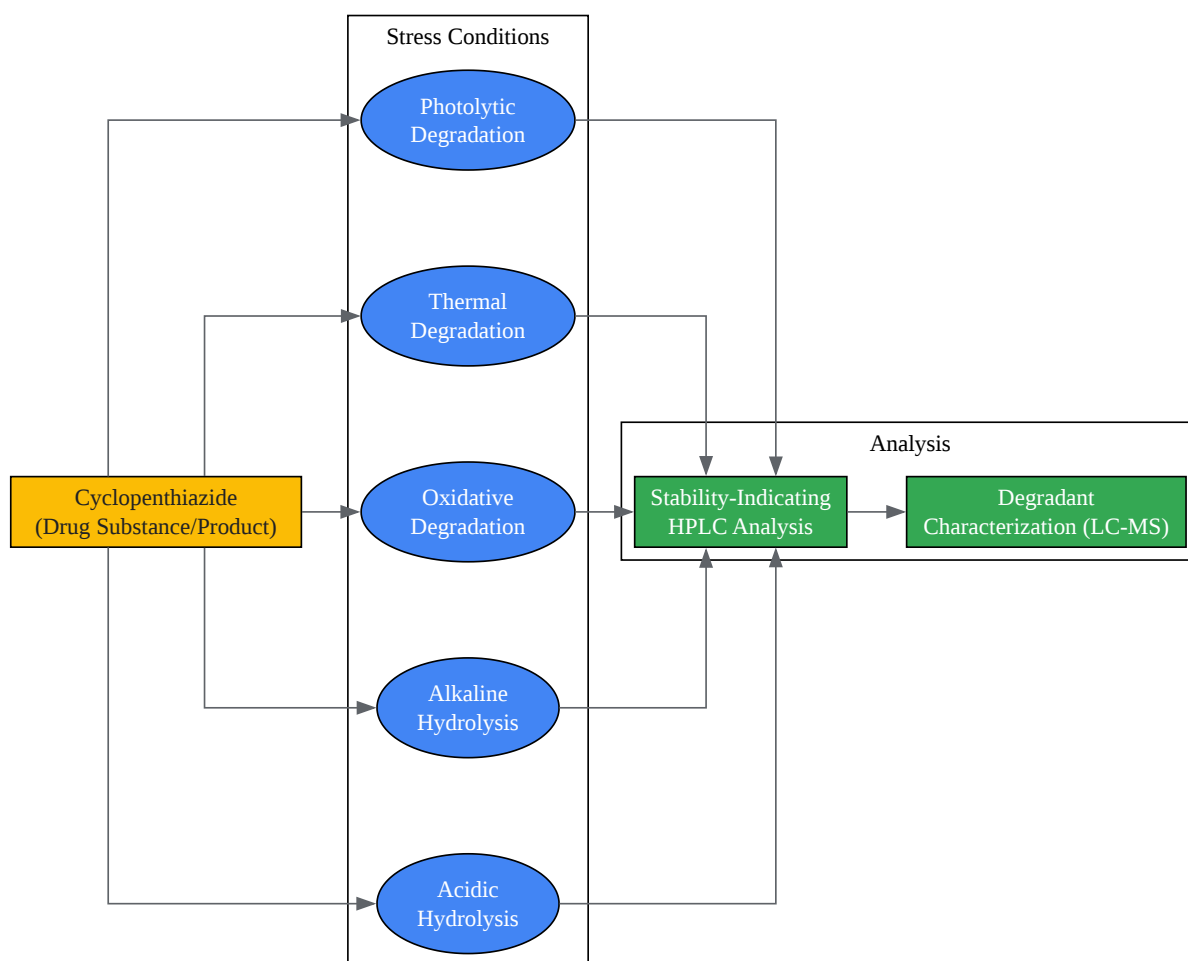 Stress Conditions
Photolytic
Degradation
Thermal
Degradation
Analysis
Cyclopenthiazide
(Drug Substance/Product)
Oxidative
Degradation
Stability-Indicating
HPLC Analysis
Degradant
Characterization (LC-MS)
Alkaline
Hydrolysis
Acidic
Hydrolysis